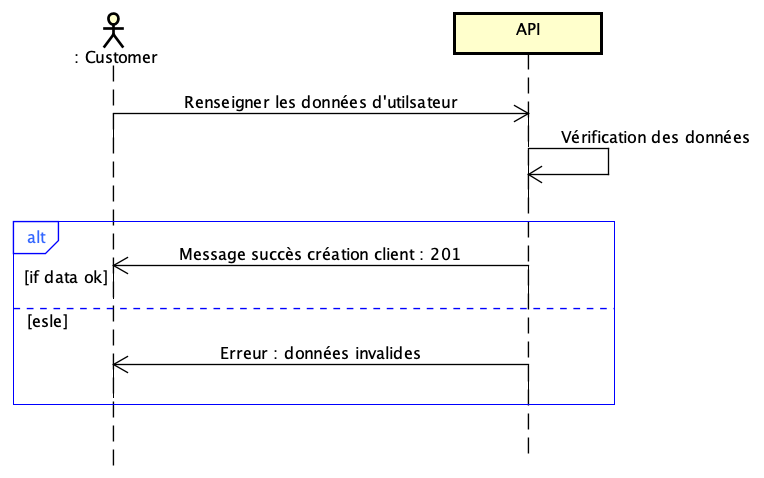 API
: Customer
Renseigner les données d'utilsateur
Vérification des données
alt
Message succès création client : 201
[if data ok]
[esle]
Erreur : données invalides